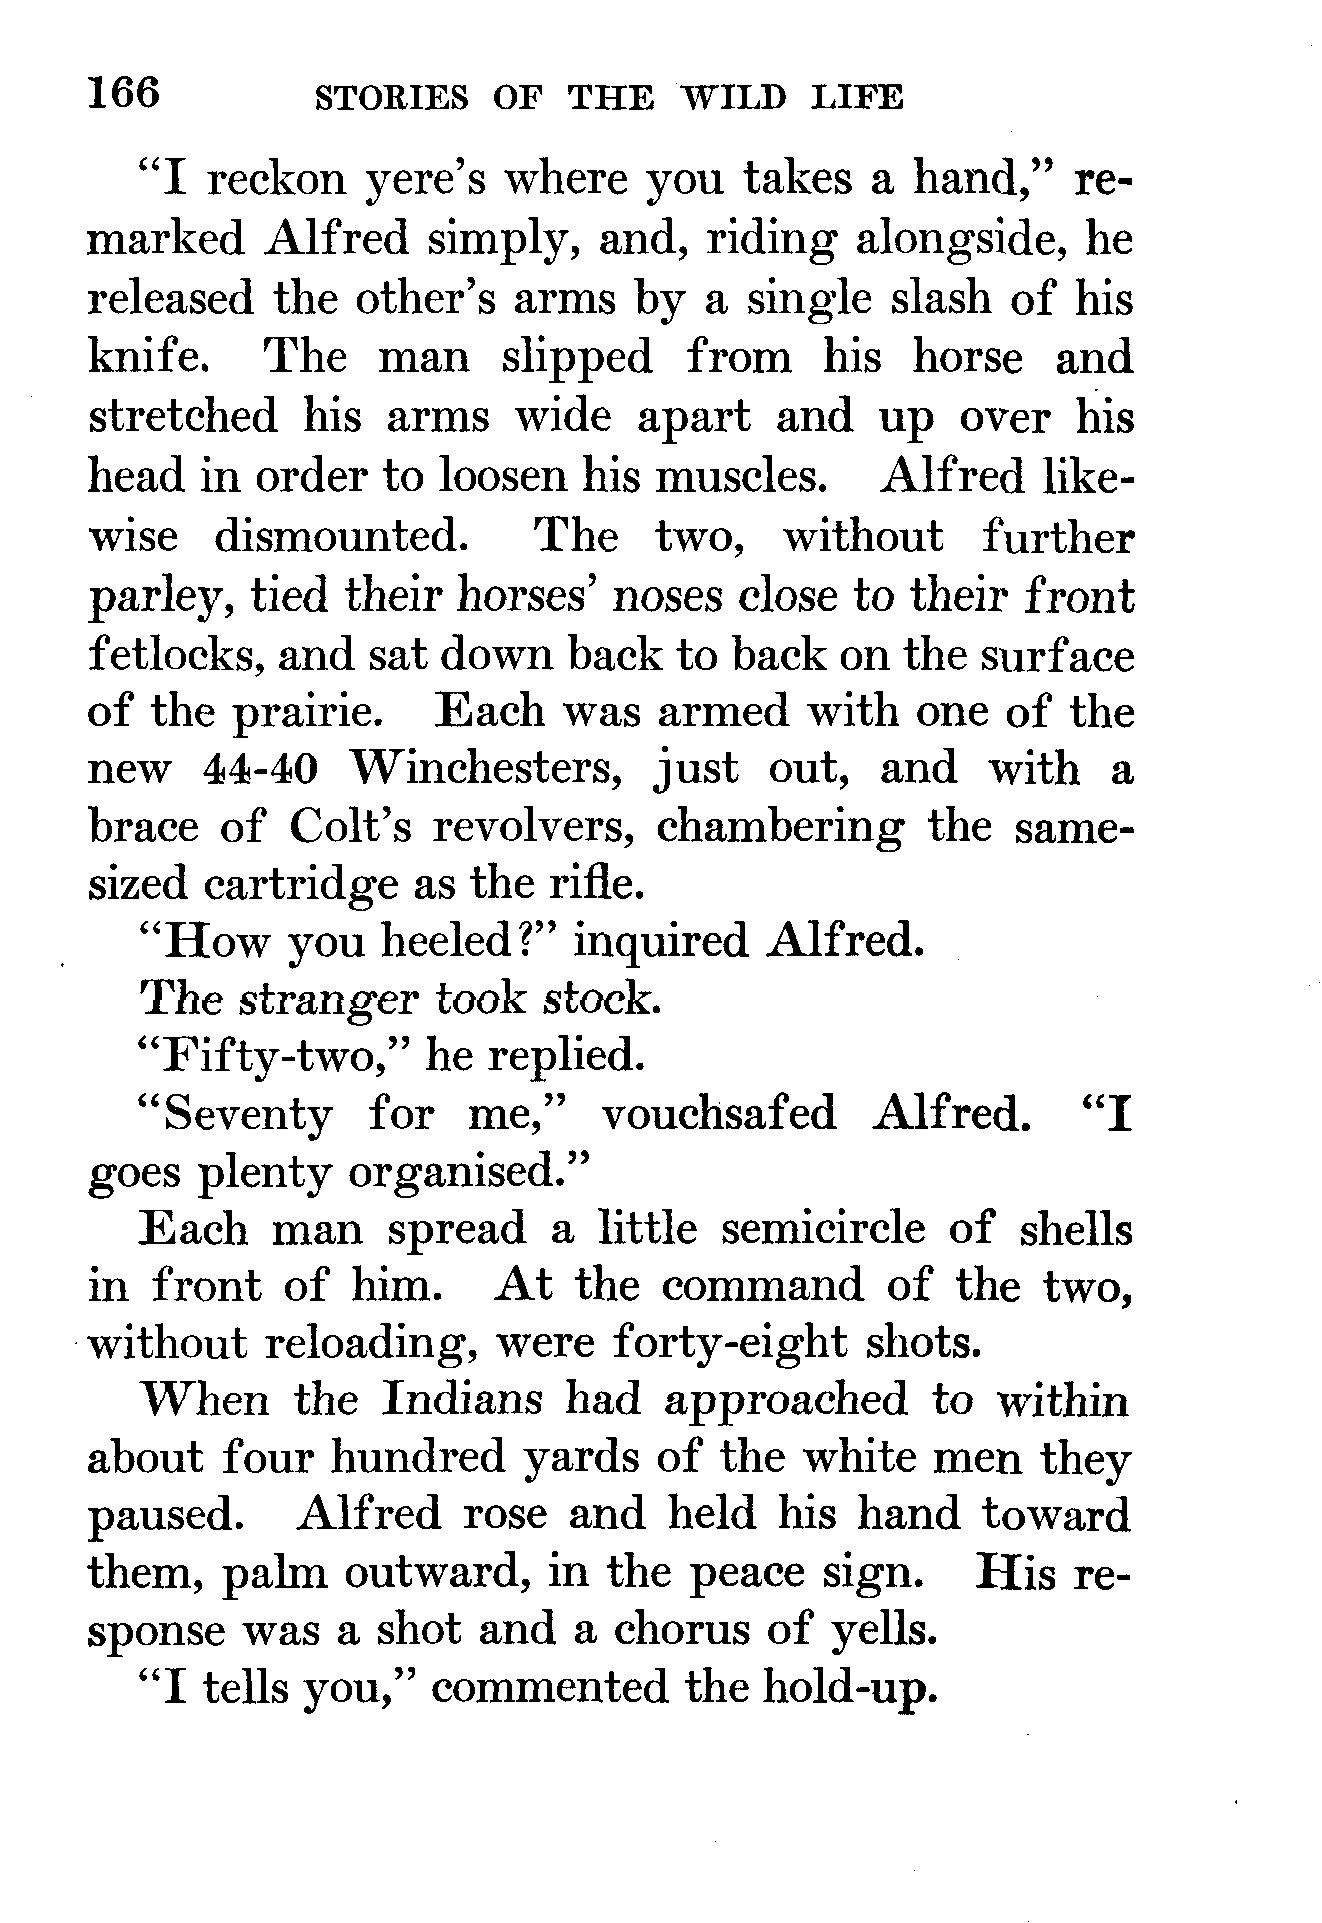 166 STORIES OF THE WILD LIFE
“I reckon yere’s where you takes a hand,” re-
marked Alfred simply, and, riding alongside, he
released the other’s arms by a single slash of his
knife. The man slipped from his horse and
stretched his arms wide apart and up over his
head in order to loosen his muscles. Alfred like-
wise dismounted. The two, without further
parley, tied their horses’ noses close to their front
fetlocks, and sat down back to back on the surface
of the prairie. Each was armed with one of the
new 44-40 Winchesters, just out, and with a
brace of Colt’s revolvers, chambering the same-
sized cartridge as the rifle.
“How you heeled?” inquired Alfred.
The stranger took stock.
“Fifty-two,” he replied.
“Seventy for me,” vouchsafed Alfred. “I
goes plenty organised.”
Each man spread a little semicircle of shells
in front of him. At the command of the two,
without reloading, were forty-eight shots.
When the Indians had approached to within
about four hundred yards of the white men they
paused. Alfred rose and held his hand toward
them, palm outward, in the peace sign. His re-
sponse was a shot and a chorus of yells.
“I tells you,” commented the hold-up.